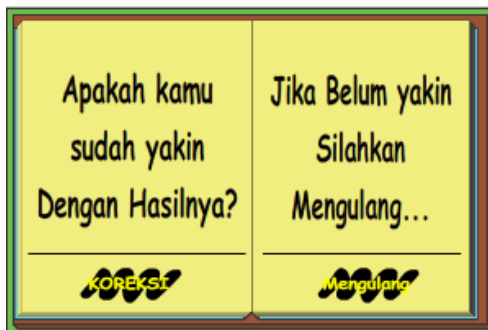 Apakah kamu
sudah yakin
Dengan Hasilnya?
KOREKSI
Jika Belum yakin
Silahkan
Mengulang...
Mengulang